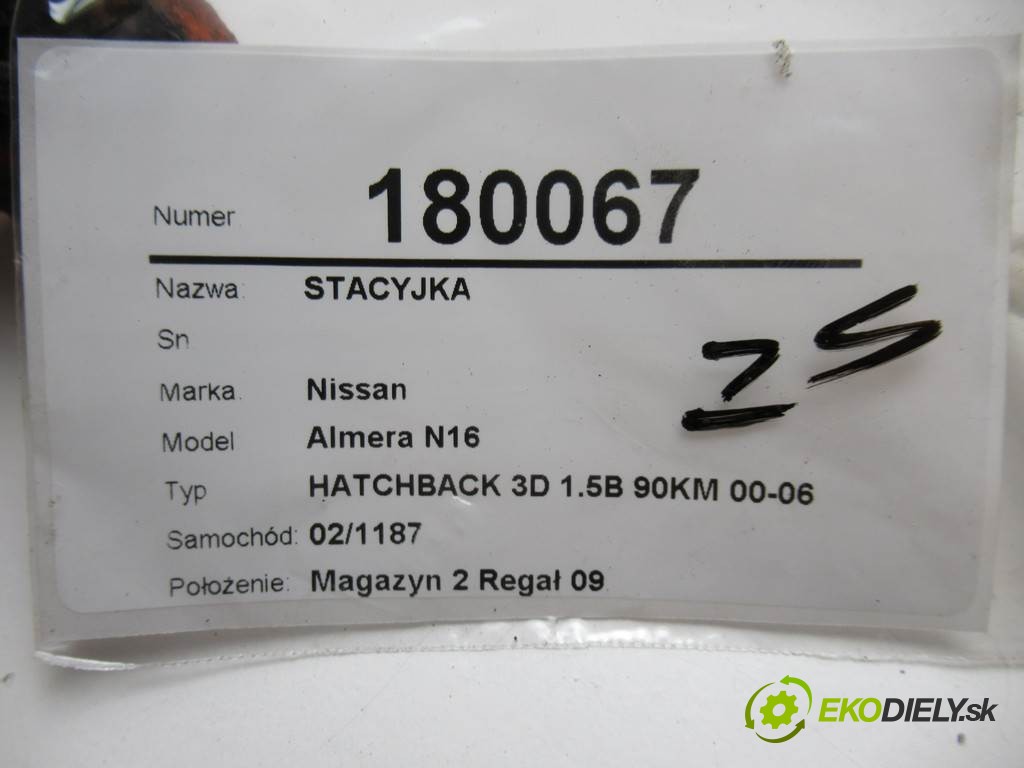 Numer 180067
Nazwa: STACYJKA
Sn
Marka: Nissan
Model Almera N16
Typ HATCHBACK 3D 1.5B 90KM 00-06
Samochód: 02/1187
Położenie: Magazyn 2 Regał 09
EKODIELY.sk